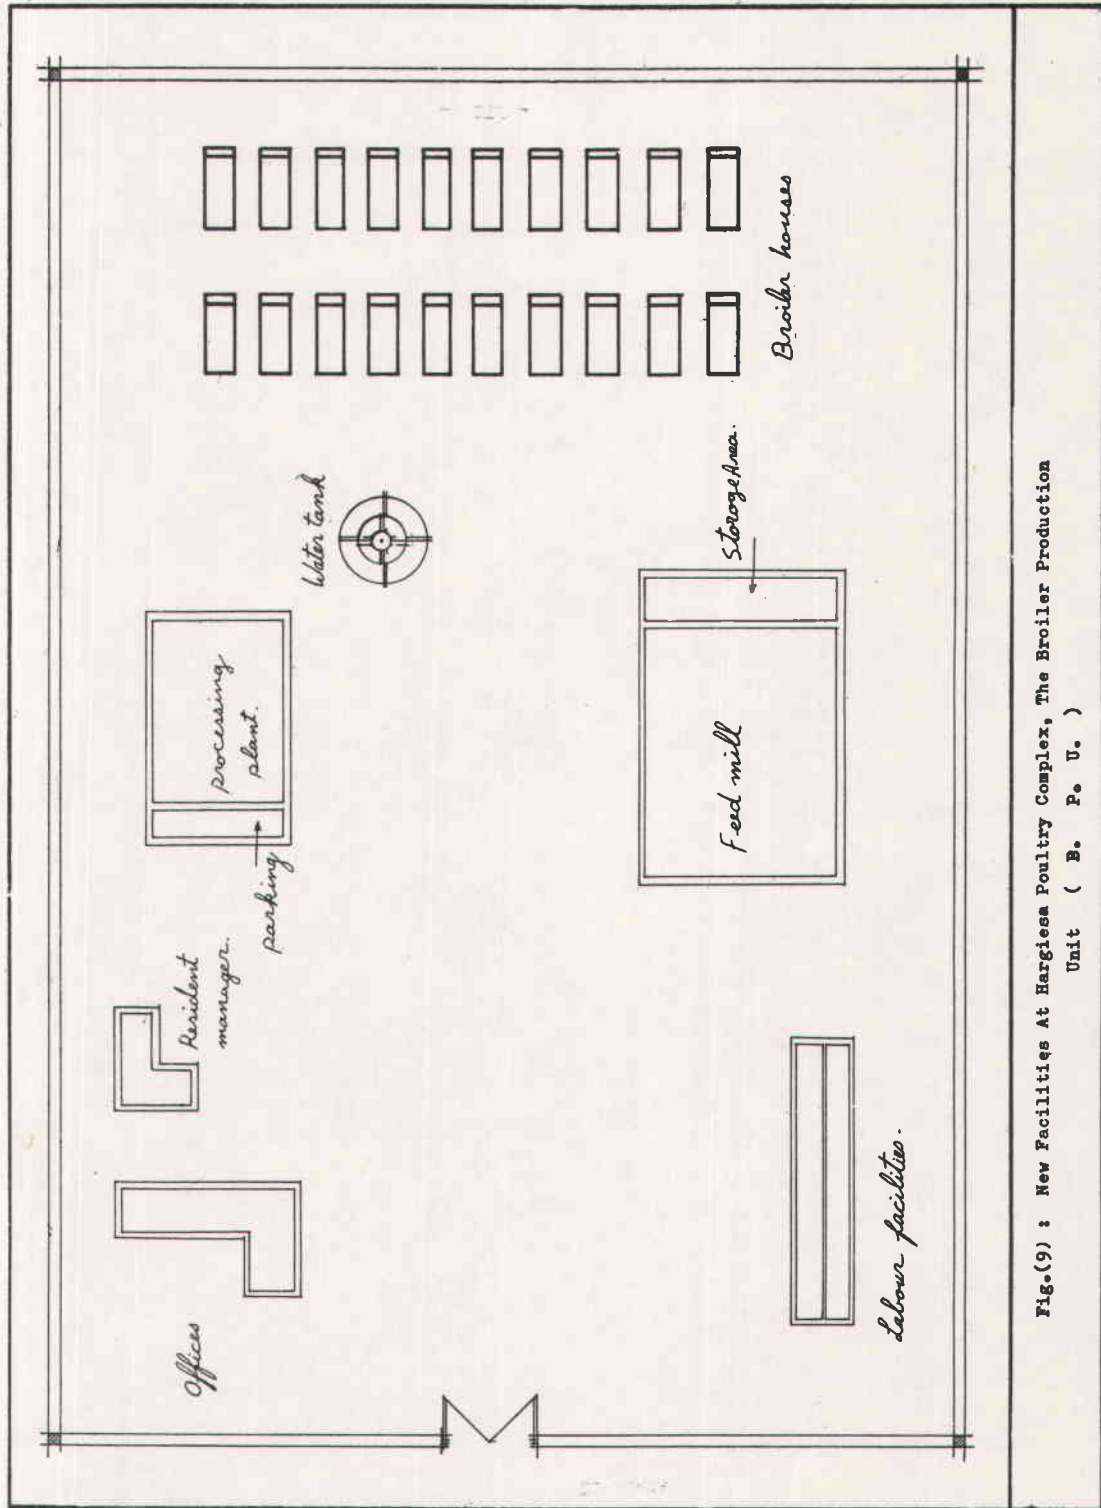 Offices
Resident
manager.
parking
processing
plant.
Water tank
Broiler houses
Storage Area.
Feed mill
Labour facilities.
Fig.(9) : New Facilities At Hargiesa Poultry Complex, The Broiler Production
Unit ( B. P. U. )